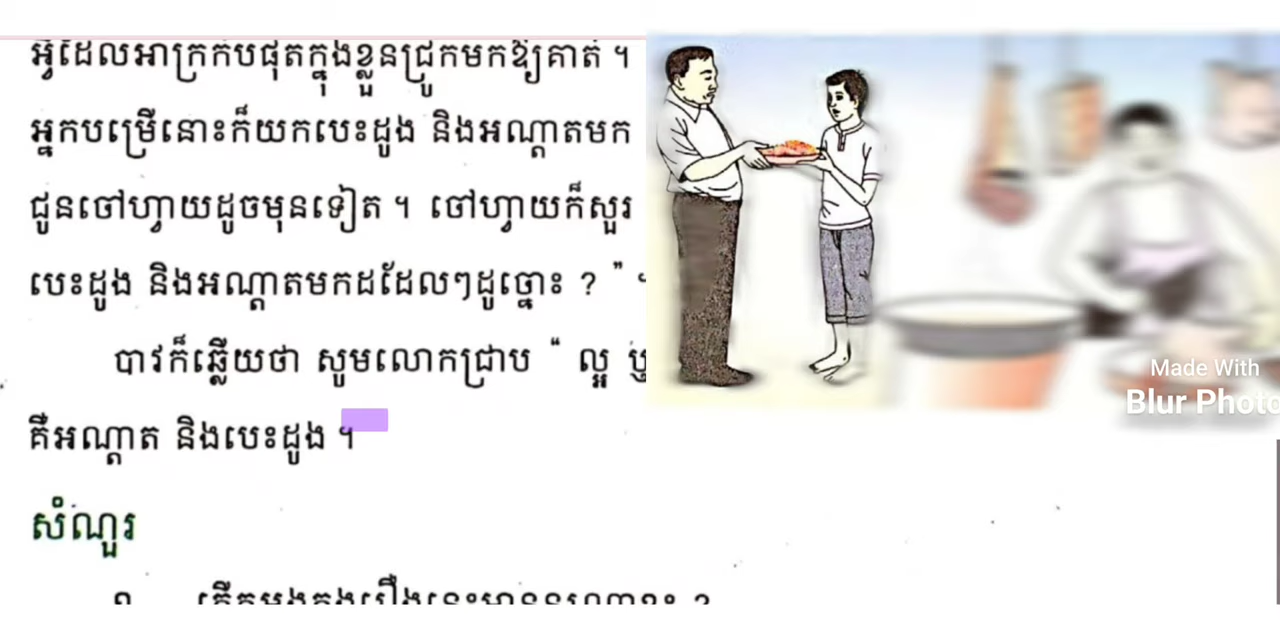 អ្វីដែលអាក្រក់បំផុតក្នុងខ្លួនជ្រូកមកឱ្យគាត់ ។
អ្នកបម្រើនោះក៏យកបេះដូង និងអណ្ដាតមក
ជូនចៅហ្វាយដូចមុនទៀត ។ ចៅហ្វាយក៏សួរ
បេះដូង និងអណ្ដាតមកដដែលៗដូច្នោះ ? "
បាវក៏ឆ្លើយថា សូមលោកជ្រាប " ល្អ
គឺអណ្ដាត និងបេះដូង ។
សំណួរ
Made With
Blur Photo